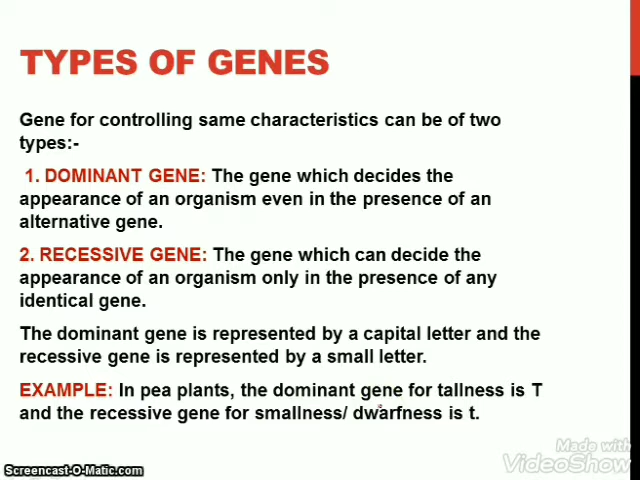 TYPES OF GENES
Gene for controlling same characteristics can be of two
types:-
1. DOMINANT GENE: The gene which decides the
appearance of an organism even in the presence of an
alternative gene.
2. RECESSIVE GENE: The gene which can decide the
appearance of an organism only in the presence of any
identical gene.
The dominant gene is represented by a capital letter and the
recessive gene is represented by a small letter.
EXAMPLE: In pea plants, the dominant gene for tallness is T
and the recessive gene for smallness/ dwarfness is t.
Made with
VideoShow
Screencast-O-Matic.com